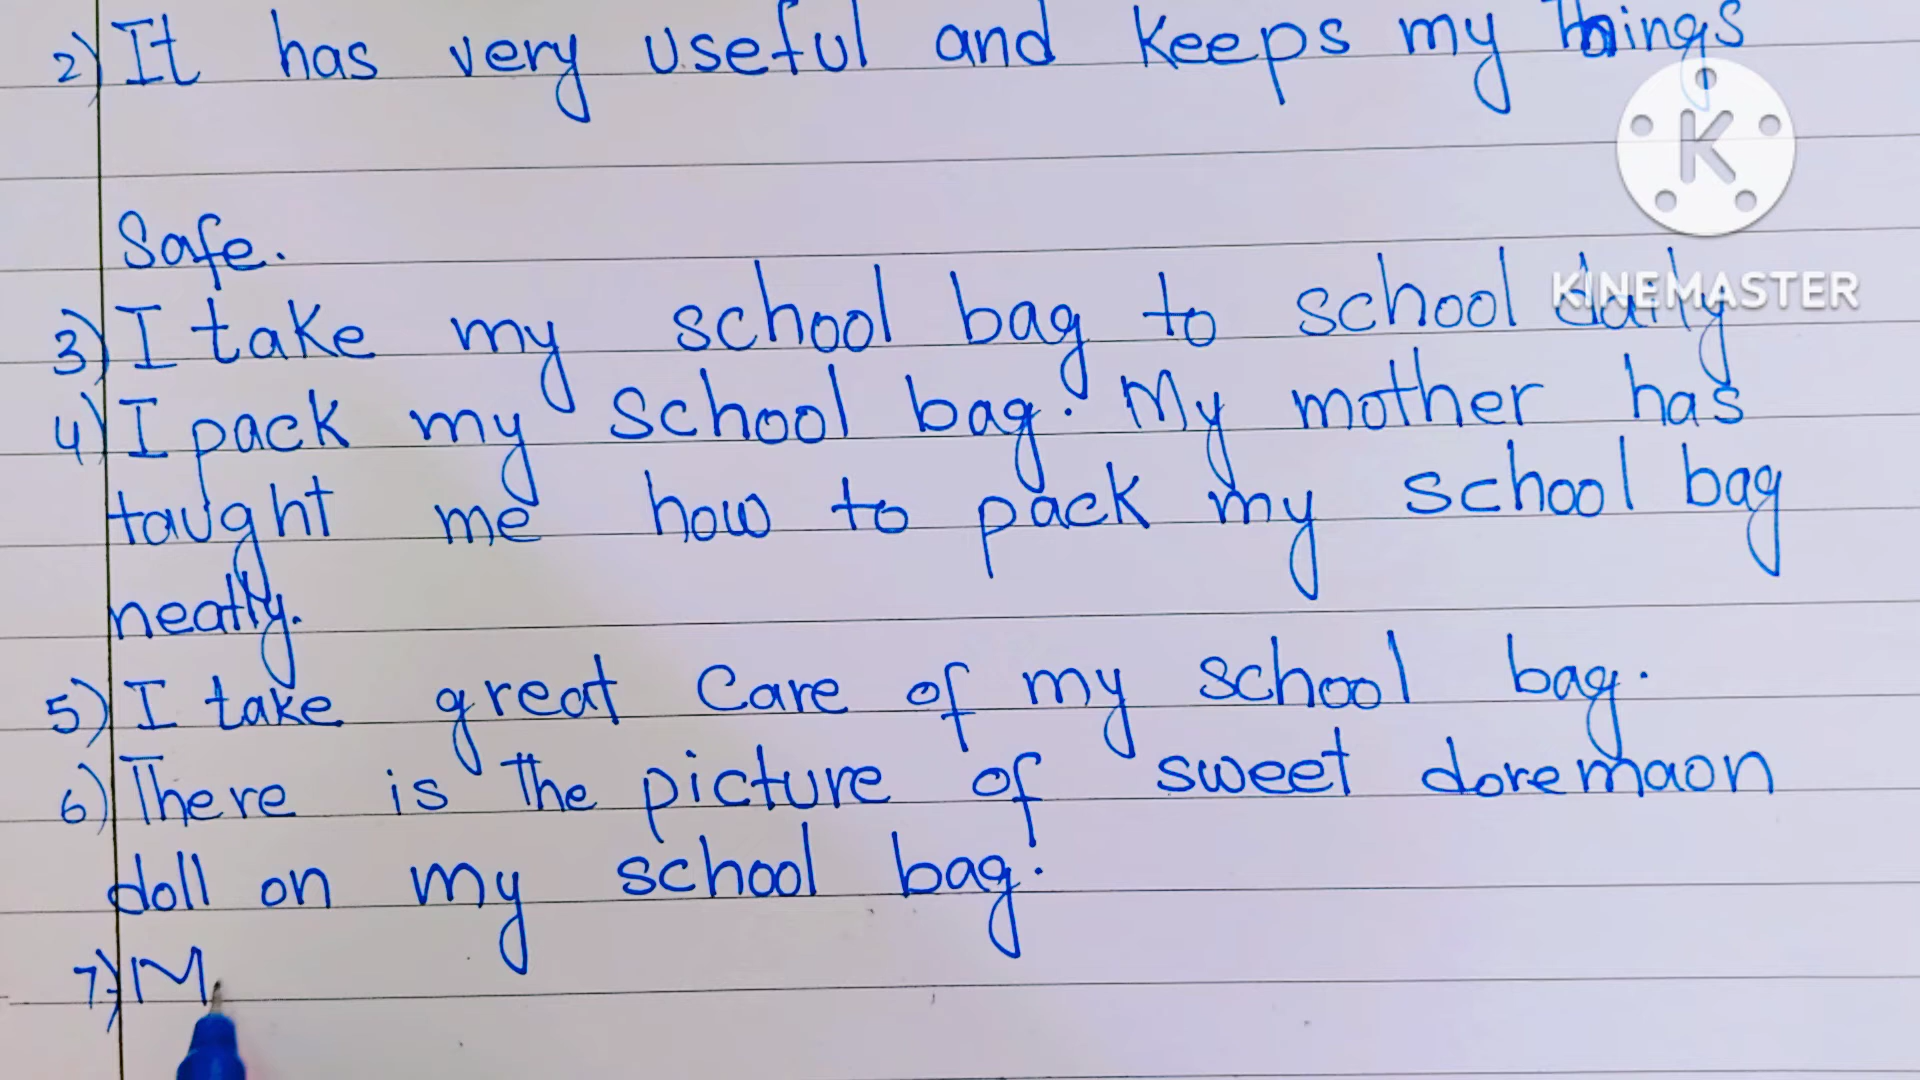 2) It has very useful and keeps my things
Safe.
3) I take my school bag to school daily
4) I pack my school bag. My mother has
taught me how to pack my school bag
neatly.
5) I take great Care of my school bag.
6) There is the picture of sweet doremaon
doll on my school bag.
7) M
K
KINEMASTER